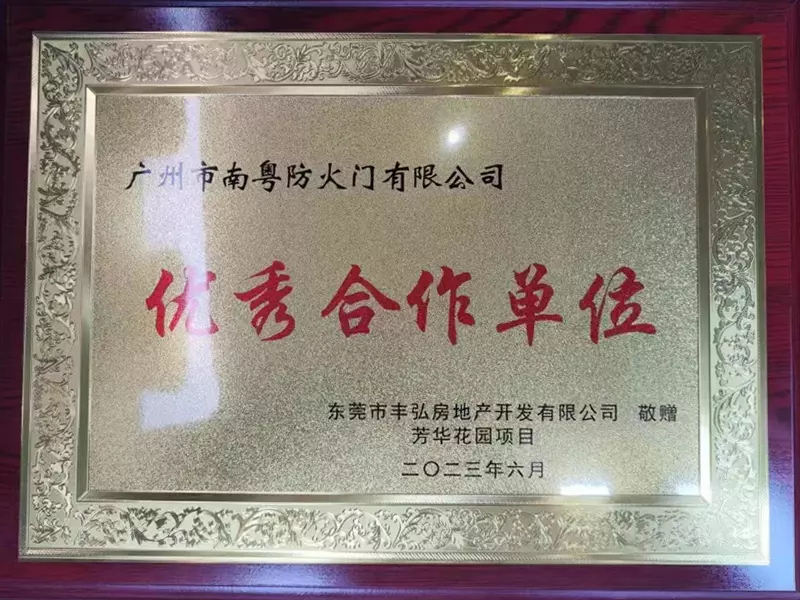 广州市南粤防火门有限公司
优秀合作单位
东莞市丰弘房地产开发有限公司 敬赠
芳华花园项目
二〇二三年六月